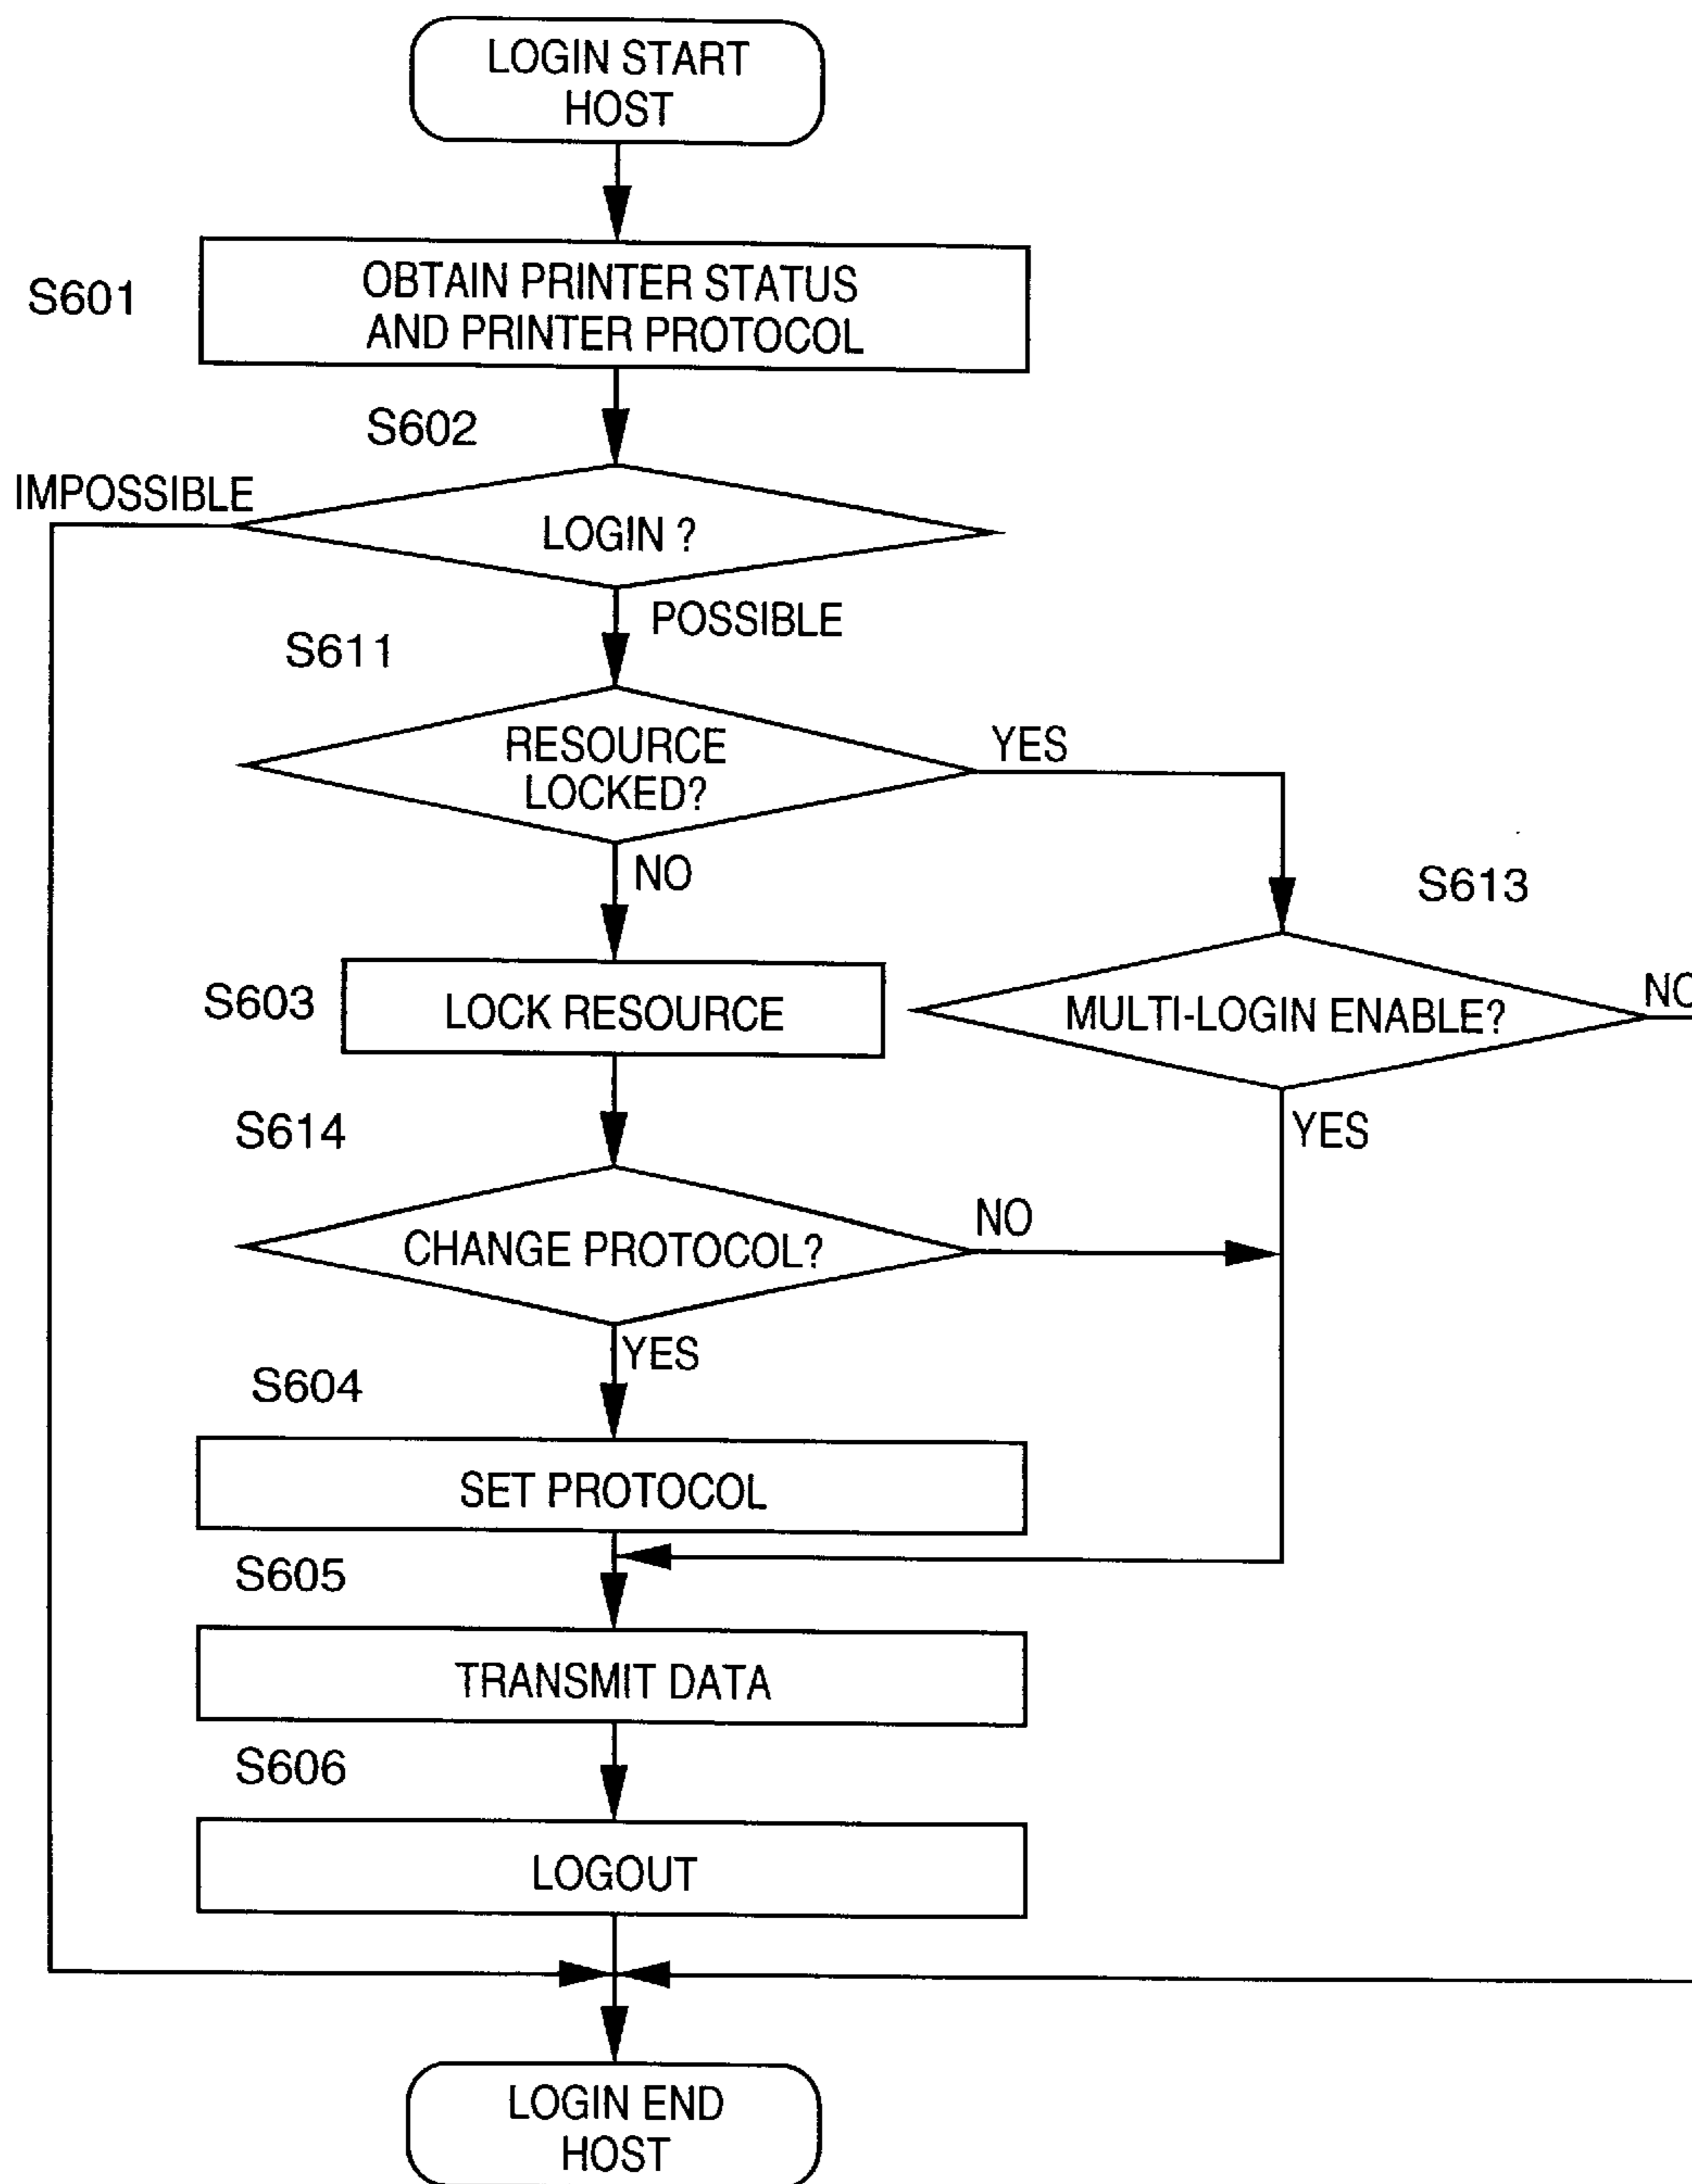 LOGIN START
HOST
S601
OBTAIN PRINTER STATUS
AND PRINTER PROTOCOL
S602
IMPOSSIBLE
LOGIN ?
POSSIBLE
S611
RESOURCE
LOCKED?
YES
NO
S613
S603
LOCK RESOURCE
MULTI-LOGIN ENABLE?
NO
S614
YES
CHANGE PROTOCOL?
NO
YES
S604
SET PROTOCOL
S605
TRANSMIT DATA
S606
LOGOUT
LOGIN END
HOST